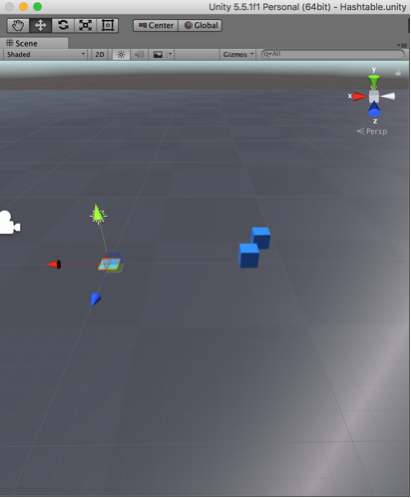 Unity 5.5.1f1 Personal (64bit) - Hashtable.unity
Center Global
Scene
Shaded 2D Gizmos All
y
x
z
Persp